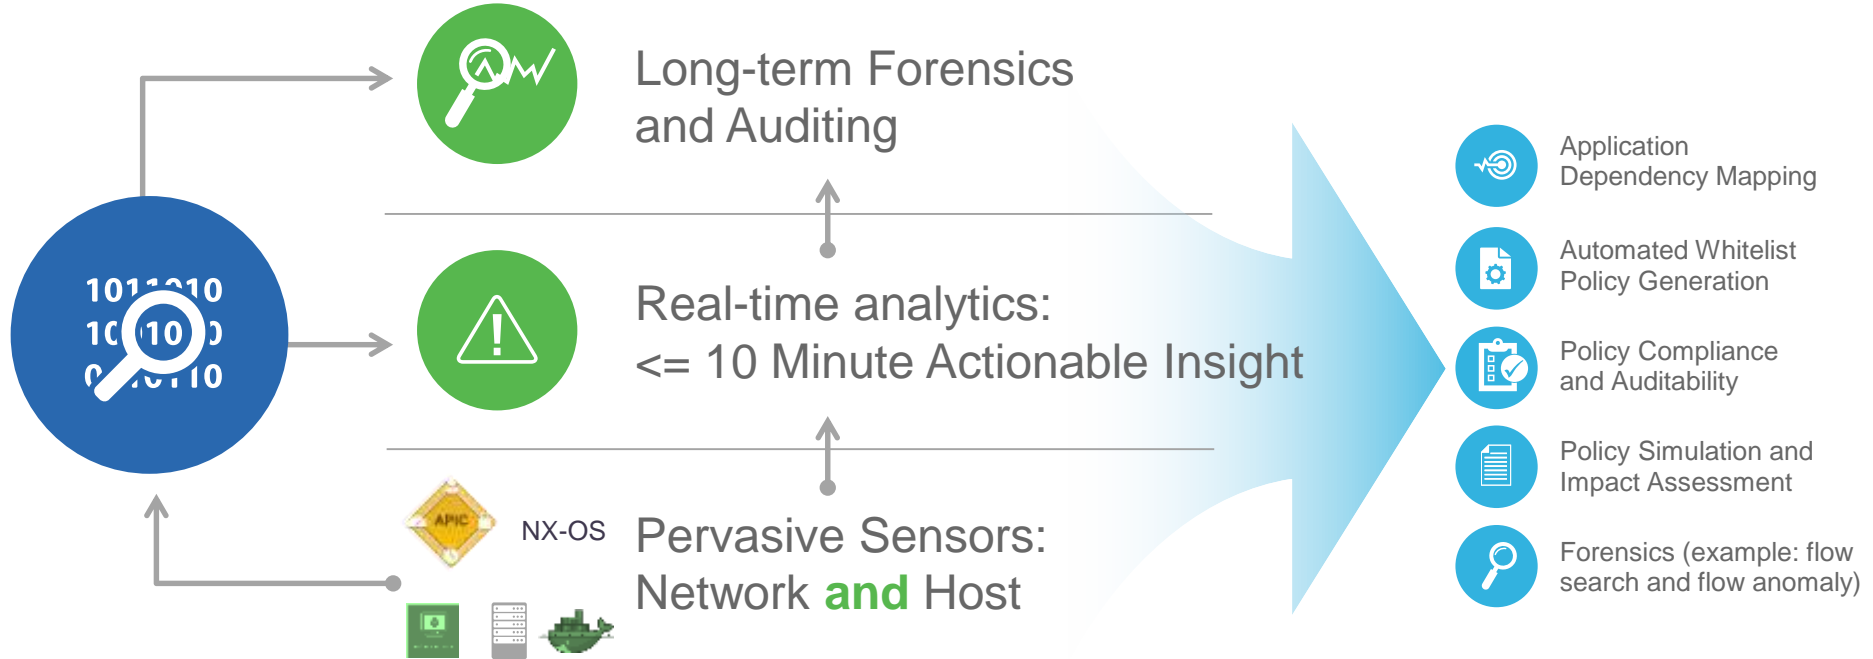 Long-term Forensics
and Auditing
Real-time analytics:
<= 10 Minute Actionable Insight
APIC
NX-OS
Pervasive Sensors:
Network and Host
Application
Dependency Mapping
Automated Whitelist
Policy Generation
Policy Compliance
and Auditability
Policy Simulation and
Impact Assessment
Forensics (example: flow
search and flow anomaly)